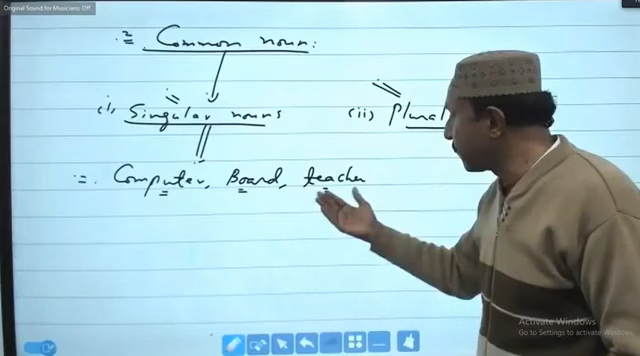 Original Sound for Musicians: Off
Common noun:
(i) Singular nouns (ii) Plural
Computer, Board, teacher
Activate Windows
Go to Settings to activate Windows.